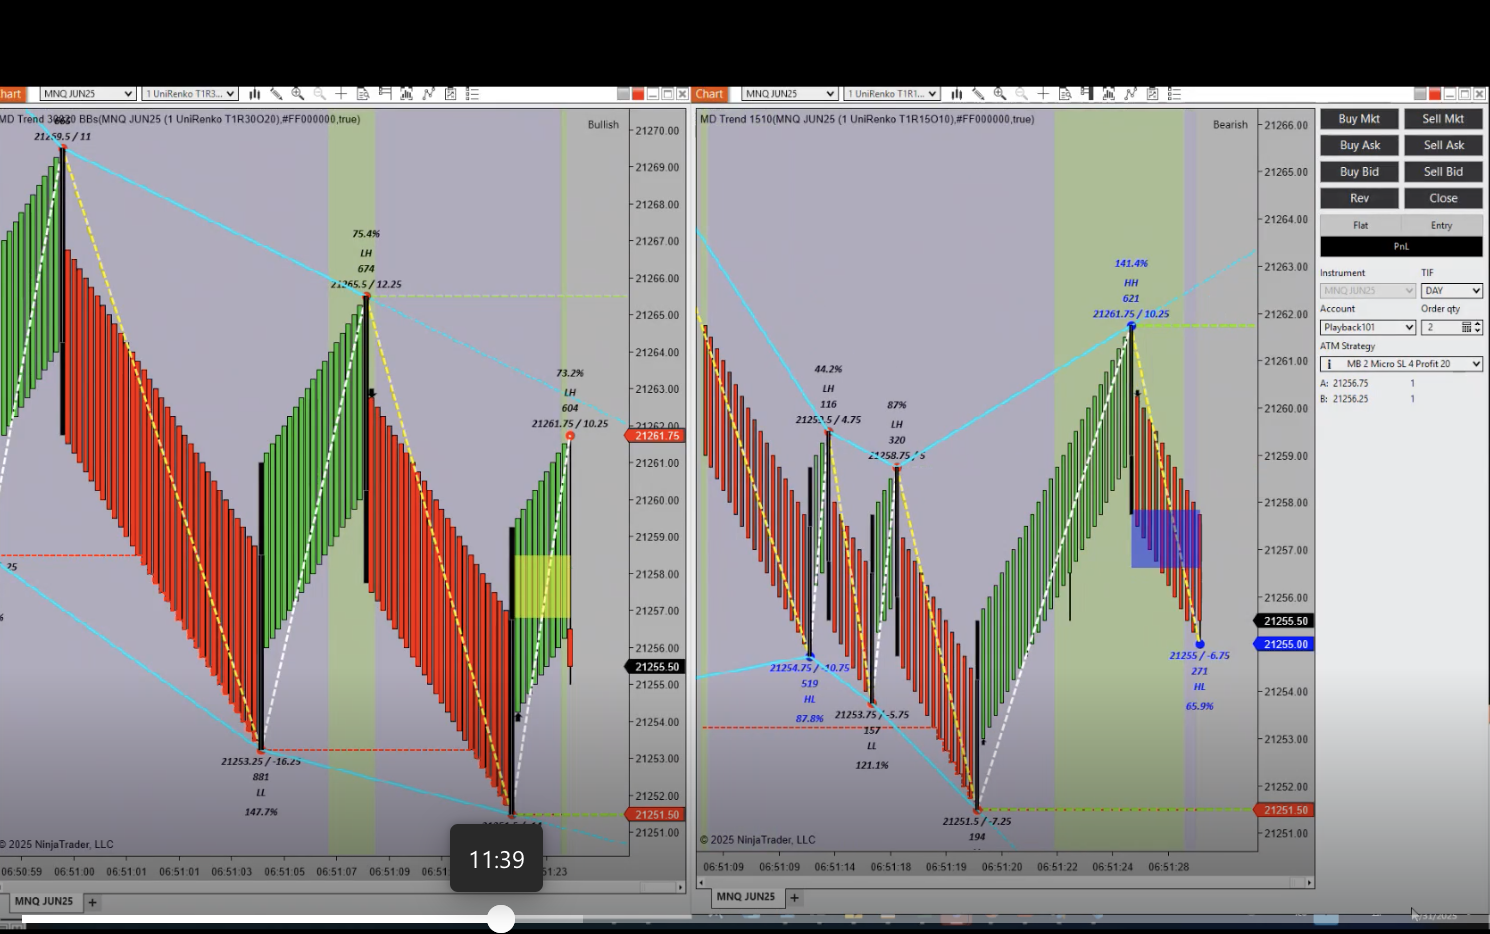 Chart
MNQ JUN25
1 UniRenko T1R3...
Chart
MNQ JUN25
1 UniRenko T1R1...
MD Trend 30220 BBs(MNQ JUN25 (1 UniRenko T1R30O20),#FF000000,true)
Bullish
21259.5 / 11
75.4%
LH
674
21265.5 / 12.25
73.2%
LH
604
21261.75 / 10.25
25
21253.25 / -16.25
881
LL
147.7%
21270.00
21269.00
21268.00
21267.00
21266.00
21265.00
21264.00
21263.00
21262.00
21261.75
21261.00
21260.00
21259.00
21258.00
21257.00
21256.00
21255.50
21255.00
21254.00
21253.00
21252.00
21251.50
21251.00
© 2025 NinjaTrader, LLC
06:50:59
06:51:00
06:51:01
06:51:01
06:51:03
06:51:05
06:51:07
06:51:09
:51:23
MNQ JUN25
+
11:39
MD Trend 1510(MNQ JUN25 (1 UniRenko T1R15O10),#FF000000,true)
Bearish
141.4%
HH
621
21261.75 / 10.25
44.2%
LH
116
/ 4.75
87%
LH
320
21258.75 / 5
21254.75 / -10.75
519
HL
87.8%
21253.75 / -5.75
157
LL
121.1%
21251.5 / -7.25
194
21255 / -6.75
271
HL
65.9%
21266.00
21265.00
21264.00
21263.00
21262.00
21261.00
21260.00
21259.00
21258.00
21257.00
21256.00
21255.50
21255.00
21254.00
21253.00
21252.00
21251.50
21251.00
© 2025 NinjaTrader, LLC
06:51:09
06:51:09
06:51:14
06:51:18
06:51:19
06:51:20
06:51:22
06:51:24
06:51:28
MNQ JUN25
+
Buy Mkt
Sell Mkt
Buy Ask
Sell Ask
Buy Bid
Sell Bid
Rev
Close
Flat
Entry
PnL
Instrument
TIF
MNQ JUN25
DAY
Account
Order qty
Playback101
2
ATM Strategy
MB 2 Micro SL 4 Profit 20
A: 21256.75 1
B: 21256.25 1
/31/2025